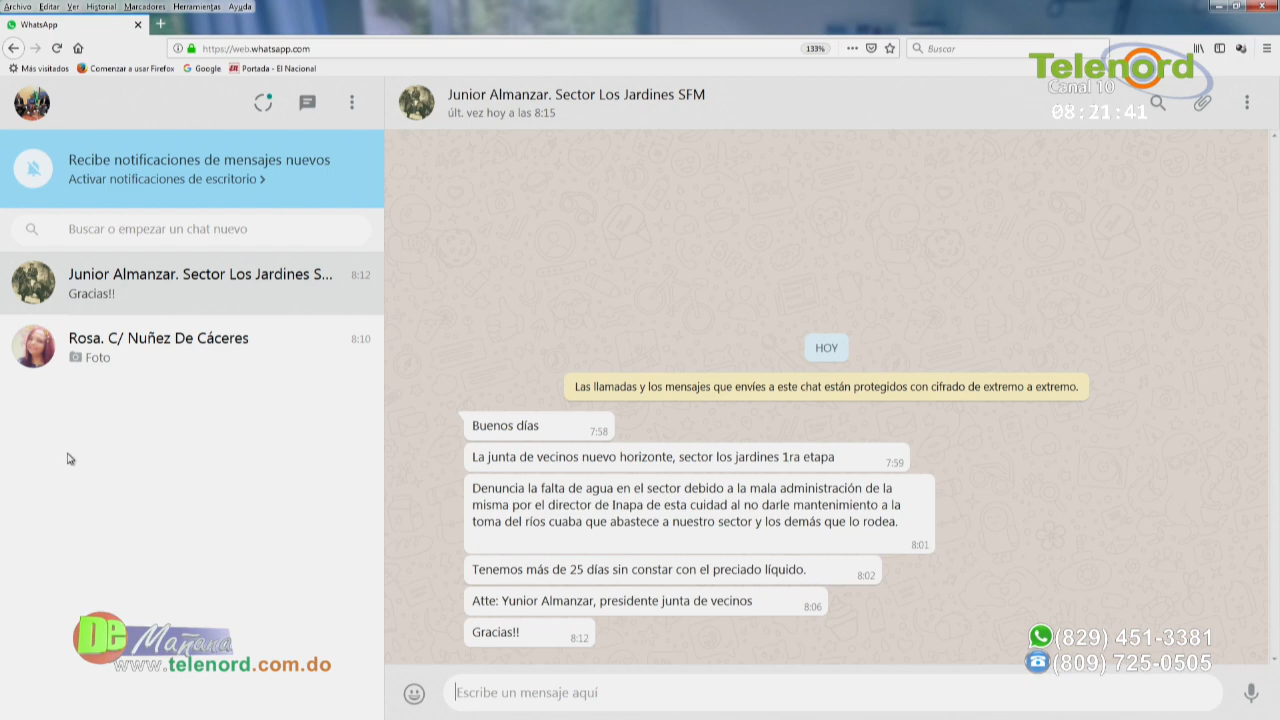 Archivo Editar Ver Historial Marcadores Herramientas Ayuda
WhatsApp
https://web.whatsapp.com
133%
Buscar
Más visitados Comenzar a usar Firefox Google Portada - El Nacional
Telenord
Canal 10
08:21:41
Junior Almanzar. Sector Los Jardines SFM
últ. vez hoy a las 8:15
Recibe notificaciones de mensajes nuevos
Activar notificaciones de escritorio >
Buscar o empezar un chat nuevo
Junior Almanzar. Sector Los Jardines S... 8:12
Gracias!!
Rosa. C/ Nuñez De Cáceres 8:10
Foto
HOY
Las llamadas y los mensajes que envíes a este chat están protegidos con cifrado de extremo a extremo.
Buenos días 7:58
La junta de vecinos nuevo horizonte, sector los jardines 1ra etapa 7:59
Denuncia la falta de agua en el sector debido a la mala administración de la
misma por el director de Inapa de esta cuidad al no darle mantenimiento a la
toma del ríos cuaba que abastece a nuestro sector y los demás que lo rodea.
8:01
Tenemos más de 25 días sin constar con el preciado líquido. 8:02
Atte: Yunior Almanzar, presidente junta de vecinos 8:06
Gracias!! 8:12
Escribe un mensaje aquí
De Mañana
www.telenord.com.do
(829) 451-3381
(809) 725-0505